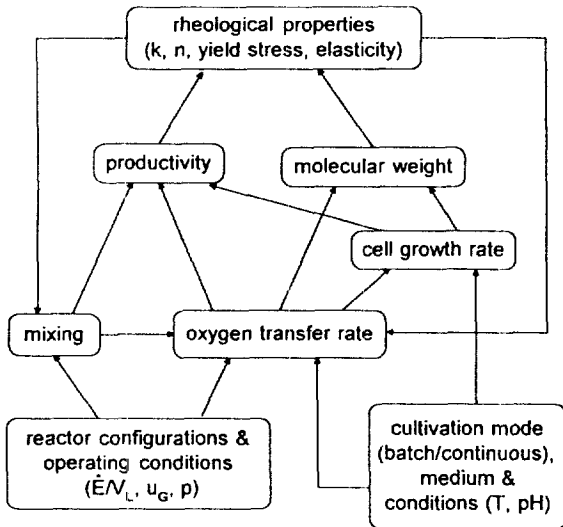 rheological properties
(k, n, yield stress, elasticity)
productivity
molecular weight
cell growth rate
mixing
oxygen transfer rate
reactor configurations &
operating conditions
(Ė/V_L, u_G, p)
cultivation mode
(batch/continuous),
medium &
conditions (T, pH)